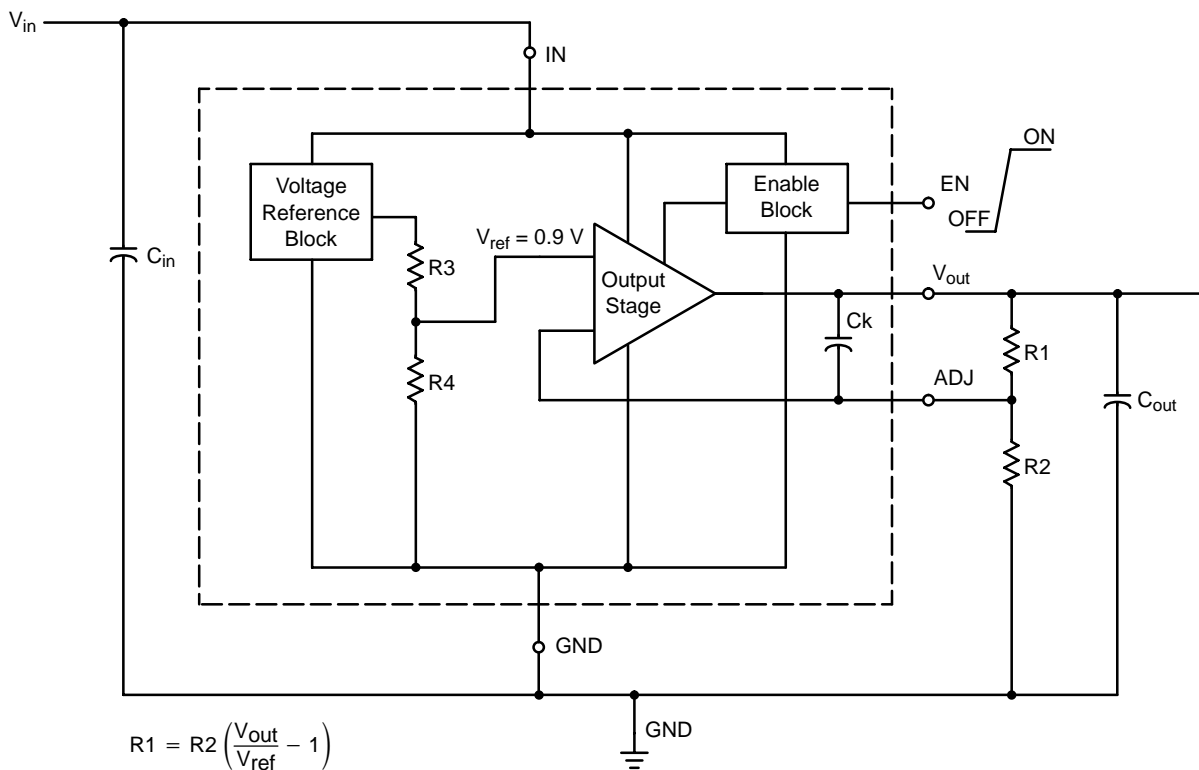 Vin
IN
Voltage
Reference
Block
Enable
Block
EN
ON
OFF
Cin
R3
Vref = 0.9 V
Output
Stage
Vout
Ck
R1
R4
ADJ
Cout
R2
GND
GND
R1 = R2 (Vout/Vref − 1)